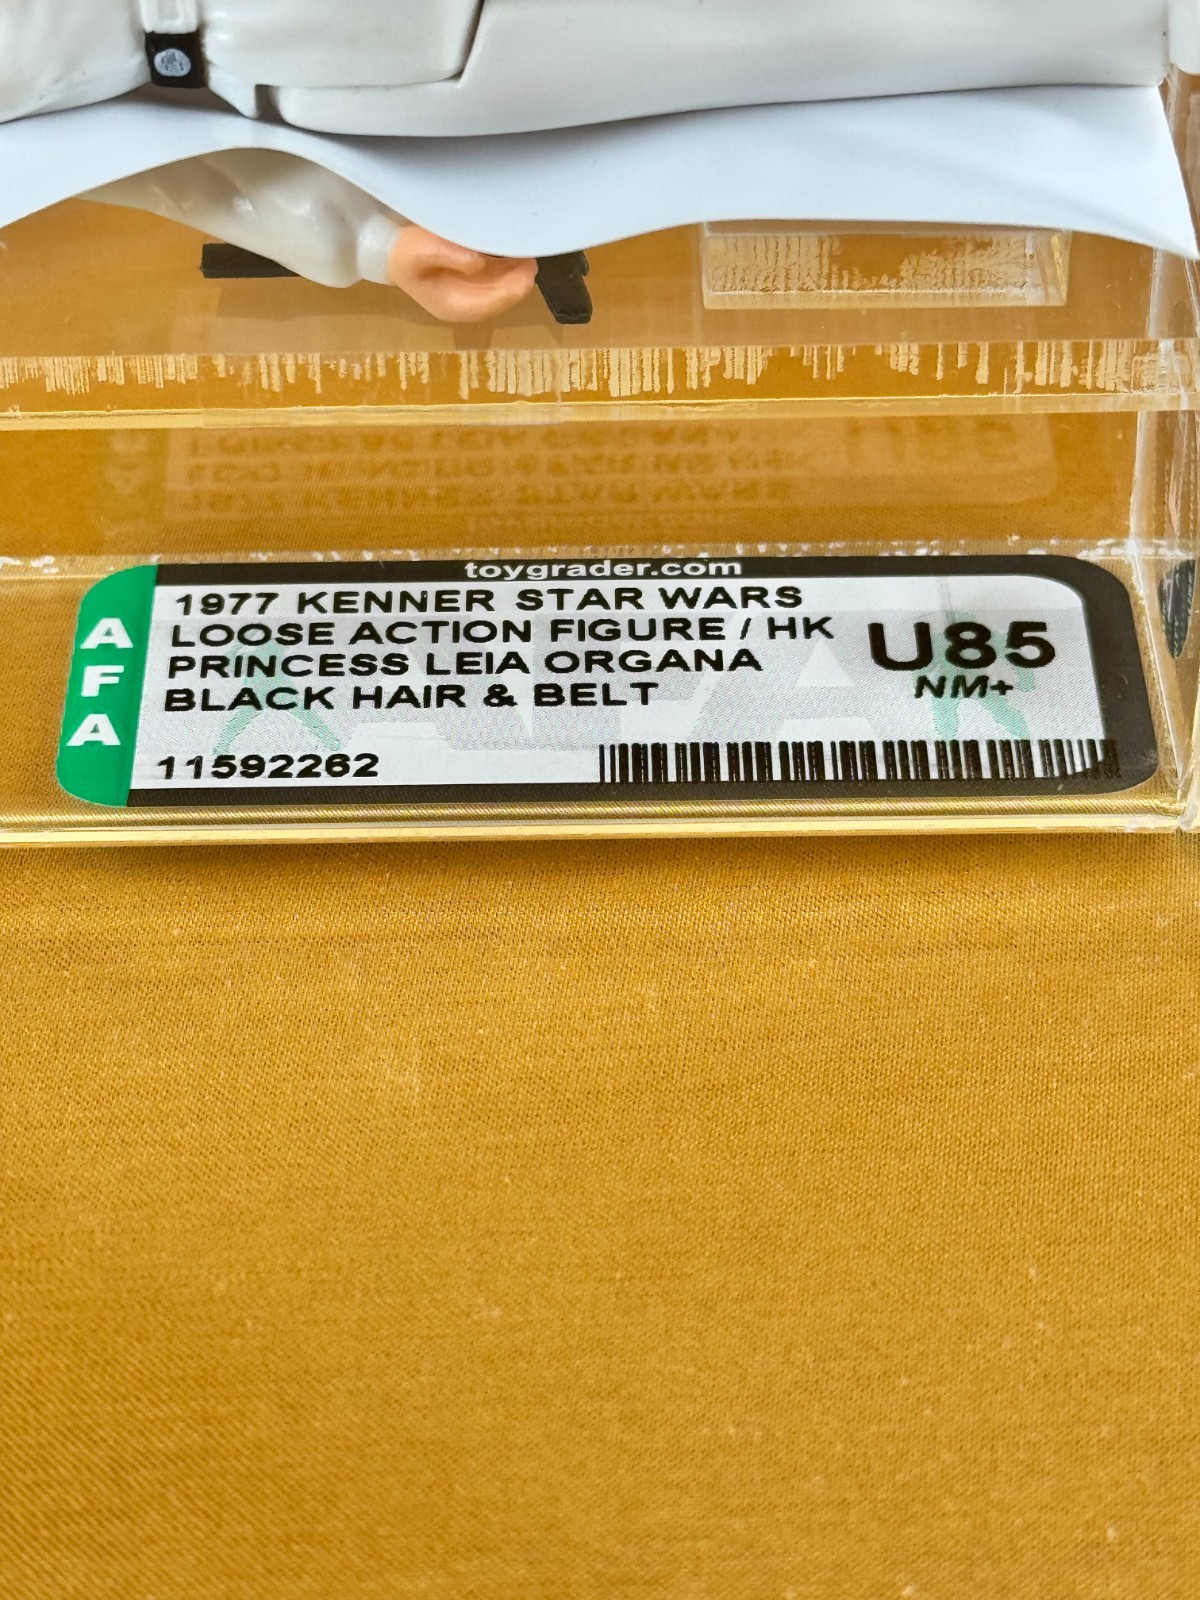 toygrader.com
AFA
1977 KENNER STAR WARS
LOOSE ACTION FIGURE / HK
PRINCESS LEIA ORGANA
BLACK HAIR & BELT
U85
NM+
11592262